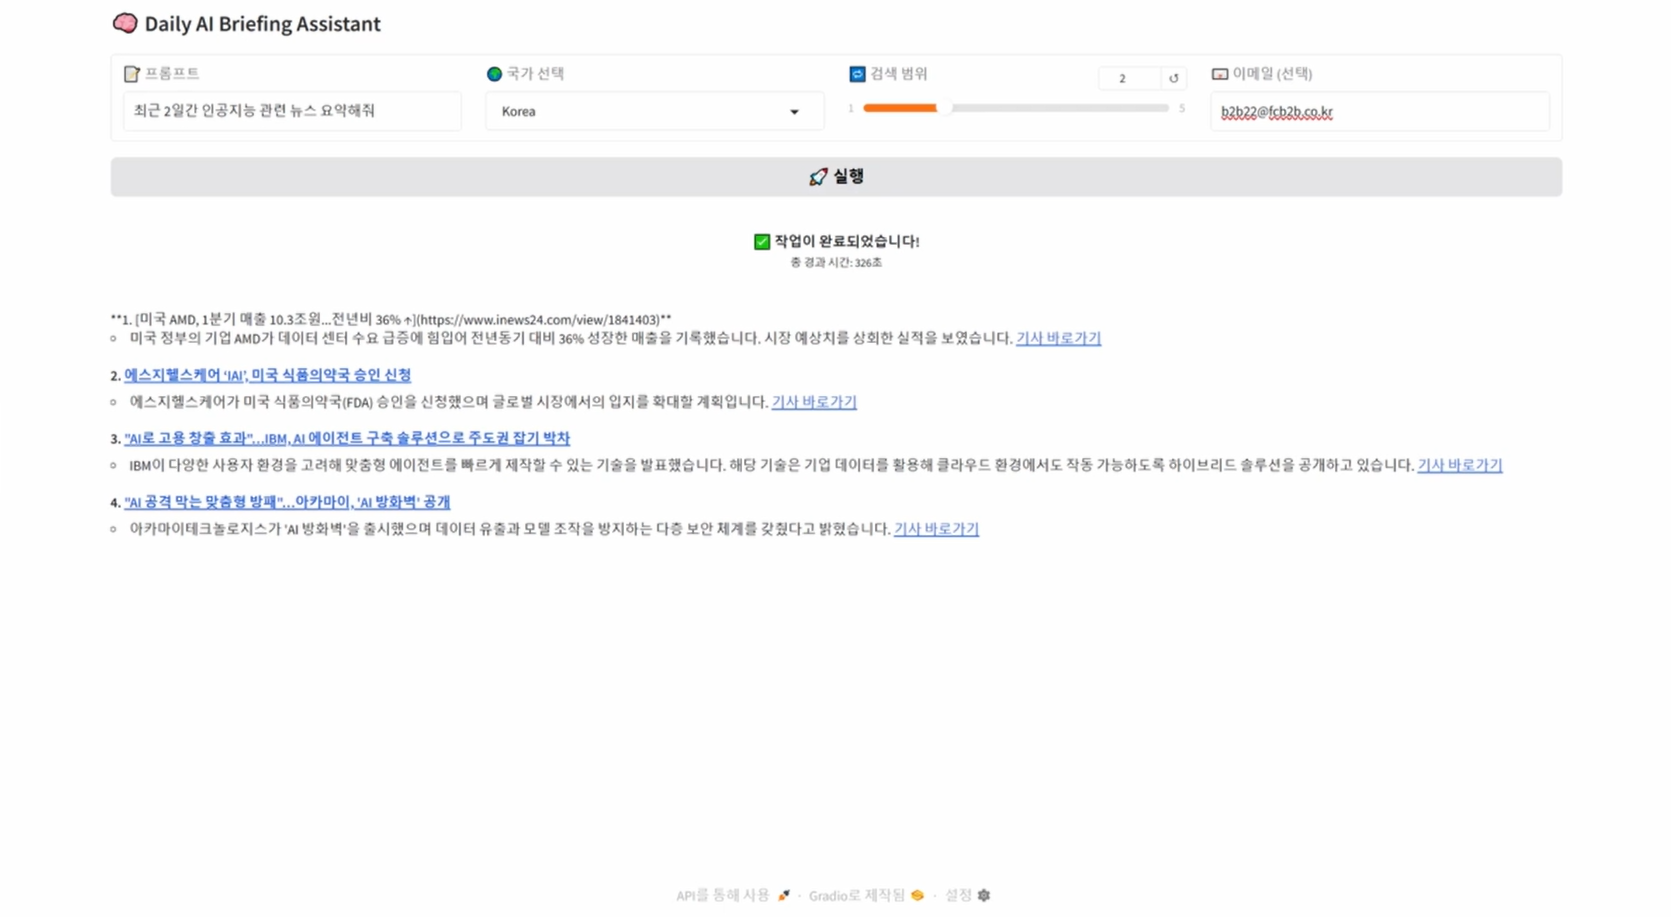 Daily AI Briefing Assistant
프롬프트
최근 2일간 인공지능 관련 뉴스 요약해줘
국가 선택
Korea
검색 범위
2
1
5
이메일 (선택)
b2b22@fcb2b.co.kr
실행
작업이 완료되었습니다!
총 경과 시간: 326초
**1. [미국 AMD, 1분기 매출 10.3조원...전년비 36%↑](https://www.inews24.com/view/1841403)**
미국 정부의 기업 AMD가 데이터 센터 수요 급증에 힘입어 전년동기 대비 36% 성장한 매출을 기록했습니다. 시장 예상치를 상회한 실적을 보였습니다. 기사 바로가기
2. 에스지헬스케어 ‘IAI’, 미국 식품의약국 승인 신청
에스지헬스케어가 미국 식품의약국(FDA) 승인을 신청했으며 글로벌 시장에서의 입지를 확대할 계획입니다. 기사 바로가기
3. "AI로 고용 창출 효과"...IBM, AI 에이전트 구축 솔루션으로 주도권 잡기 박차
IBM이 다양한 사용자 환경을 고려해 맞춤형 에이전트를 빠르게 제작할 수 있는 기술을 발표했습니다. 해당 기술은 기업 데이터를 활용해 클라우드 환경에서도 작동 가능하도록 하이브리드 솔루션을 공개하고 있습니다. 기사 바로가기
4. "AI 공격 막는 맞춤형 방패"...아카마이, 'AI 방화벽' 공개
아카마이테크놀로지스가 'AI 방화벽'을 출시했으며 데이터 유출과 모델 조작을 방지하는 다층 보안 체계를 갖췄다고 밝혔습니다. 기사 바로가기
API를 통해 사용 · Gradio로 제작됨 · 설정